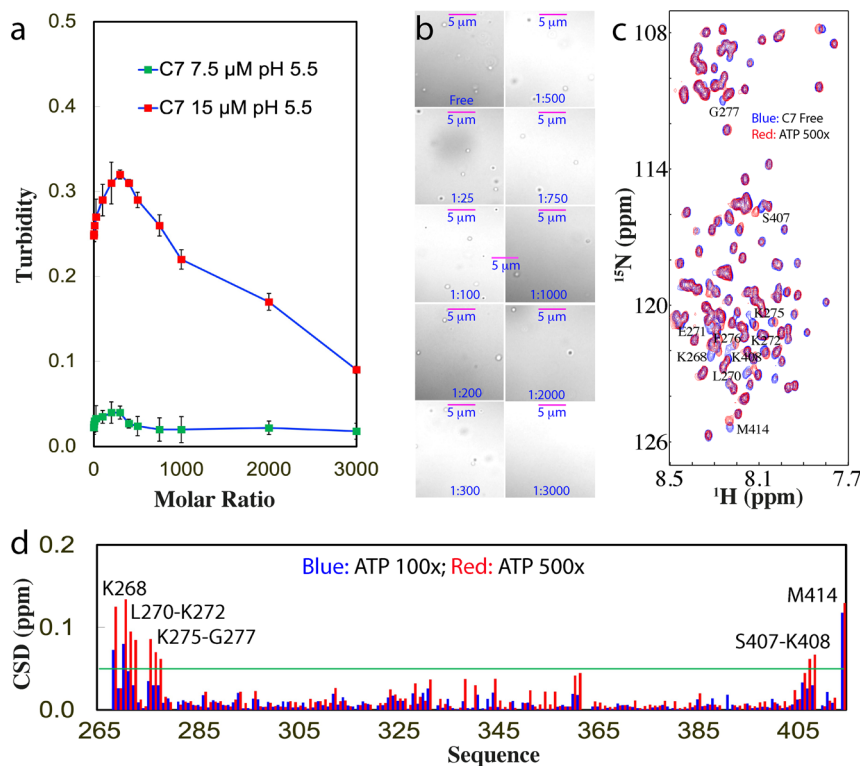 a
0.5
0.4
0.3
0.2
0.1
0.0
Turbidity
C7 7.5 µM pH 5.5
C7 15 µM pH 5.5
0
1000
2000
3000
Molar Ratio
b
5 µm
5 µm
Free
1:500
5 µm
5 µm
1:25
1:750
5 µm
5 µm
1:100
1:1000
5 µm
5 µm
1:200
1:2000
5 µm
5 µm
1:300
1:3000
c
108
114
120
126
¹⁵N (ppm)
G277
Blue: C7 Free
Red: ATP 500x
S407
K275
E271
F276
K272
K268
K408
L270
M414
8.5
8.1
7.7
¹H (ppm)
d
0.2
0.1
0.0
CSD (ppm)
Blue: ATP 100x; Red: ATP 500x
K268
L270-K272
K275-G277
M414
S407-K408
265
285
305
325
345
365
385
405
Sequence